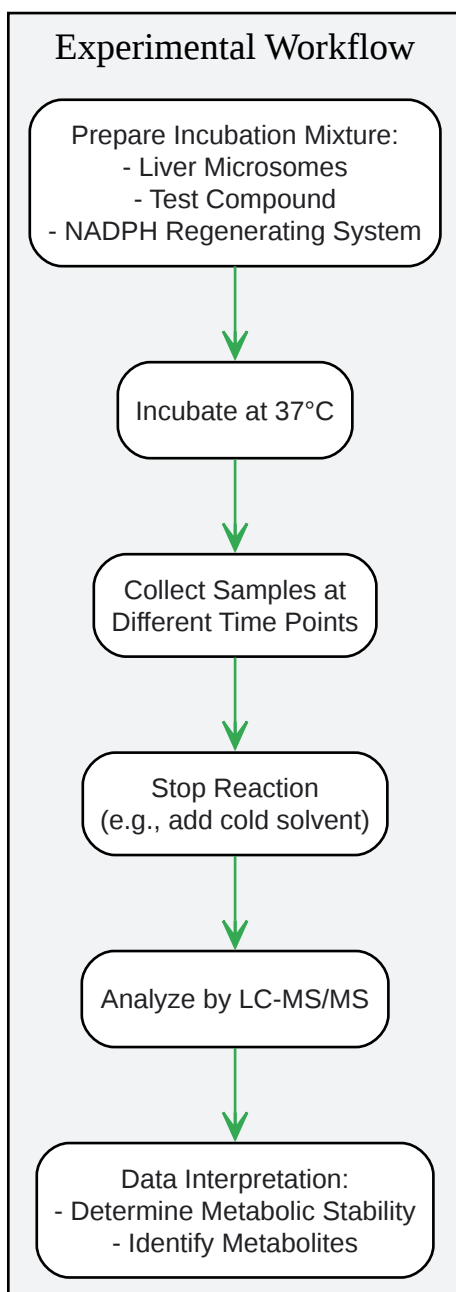 Experimental Workflow
Prepare Incubation Mixture:
- Liver Microsomes
- Test Compound
- NADPH Regenerating System
Incubate at 37°C
Collect Samples at
Different Time Points
Stop Reaction
(e.g., add cold solvent)
Analyze by LC-MS/MS
Data Interpretation:
- Determine Metabolic Stability
- Identify Metabolites